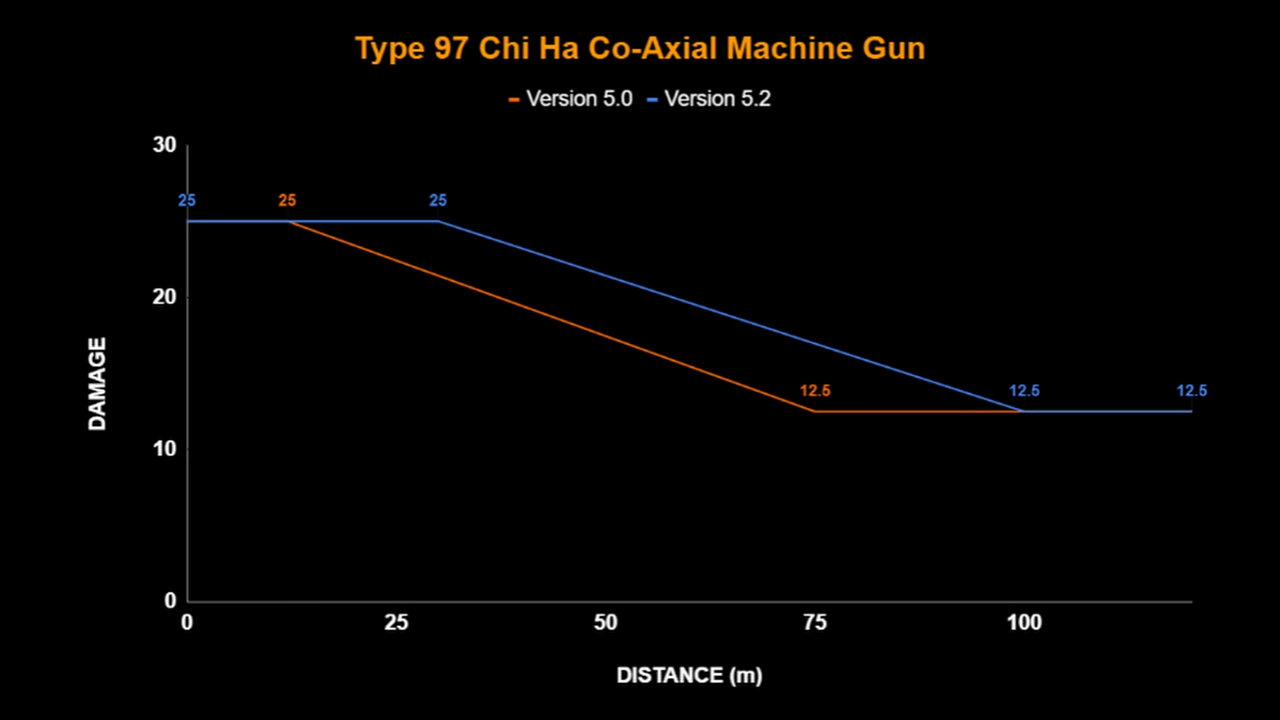 Type 97 Chi Ha Co-Axial Machine Gun
Version 5.0 Version 5.2
30
25 25 25
20
DAMAGE
12.5 12.5 12.5
10
0
0 25 50 75 100
DISTANCE (m)